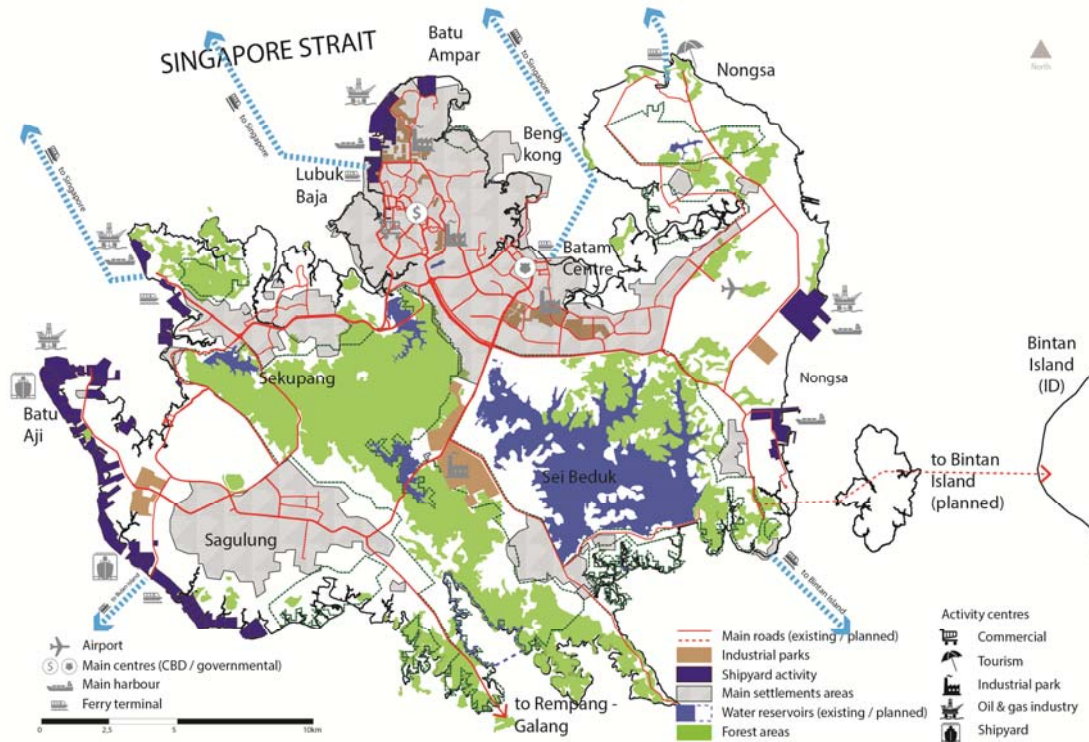 SINGAPORE STRAIT
Batu
Ampar
to Singapore
Nongsa
North
to Singapore
Beng
kong
to Singapore
Lubuk
Baja
$
Batam
Centre
Bintan
Island
(ID)
Sekupang
Nongsa
Batu
Aji
to Bintan
Island
(planned)
Sei Beduk
Sagulung
to Bulan Island
to Bintan Island
Airport
$ Main centres (CBD / governmental)
Main harbour
Ferry terminal
0 2,5 5 10km
to Rempang -
Galang
Main roads (existing / planned)
Industrial parks
Shipyard activity
Main settlements areas
Water reservoirs (existing / planned)
Forest areas
Activity centres
Commercial
Tourism
Industrial park
Oil & gas industry
Shipyard